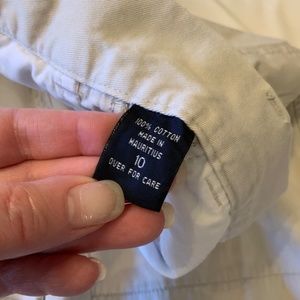 100% COTTON
MADE IN
MAURITIUS
10
OVER FOR CARE